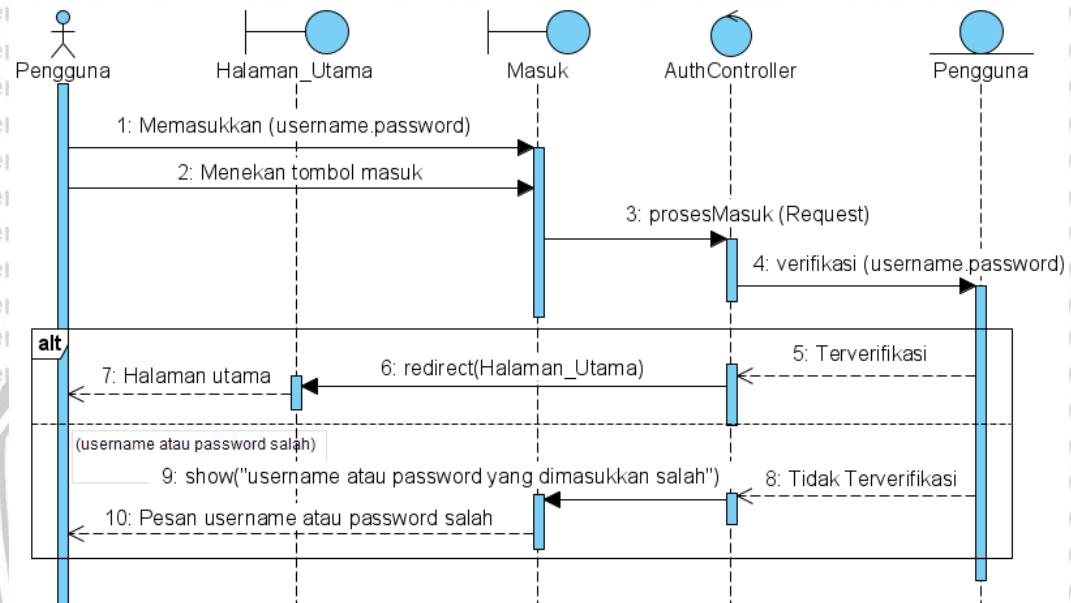 Pengguna
Halaman_Utama
Masuk
AuthController
Pengguna
1: Memasukkan (username.password)
2: Menekan tombol masuk
3: prosesMasuk (Request)
4: verifikasi (username.password)
alt
5: Terverifikasi
6: redirect(Halaman_Utama)
7: Halaman utama
(username atau password salah)
8: Tidak Terverifikasi
9: show("username atau password yang dimasukkan salah")
10: Pesan username atau password salah